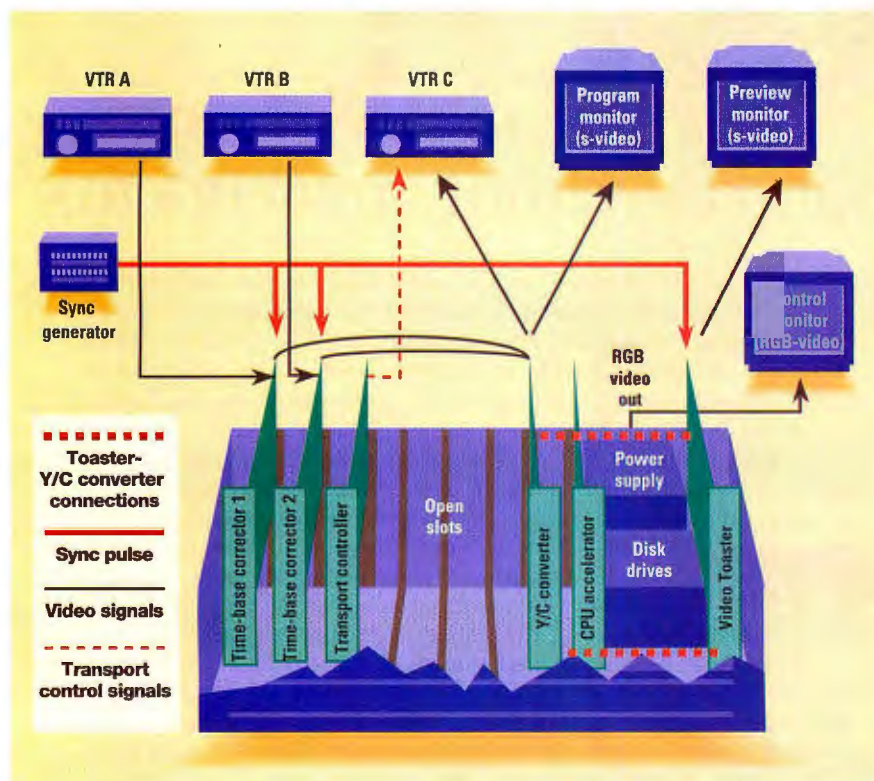 VTR A
VTR B
VTR C
Program
monitor
(s-video)
Preview
monitor
(s-video)
Sync
generator
Control
monitor
(RGB-video)
RGB
video
out
Toaster-
Y/C converter
connections
Sync pulse
Video signals
Transport
control signals
Time-base corrector 1
Time-base corrector 2
Transport controller
Open
slots
Y/C converter
CPU accelerator
Power
supply
Disk
drives
Video Toaster